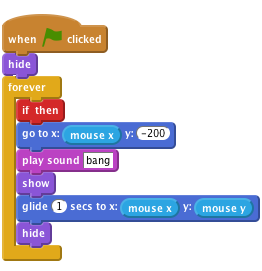 when clicked
hide
forever
if then
go to x: mouse x y: -200
play sound bang
show
glide 1 secs to x: mouse x y: mouse y
hide